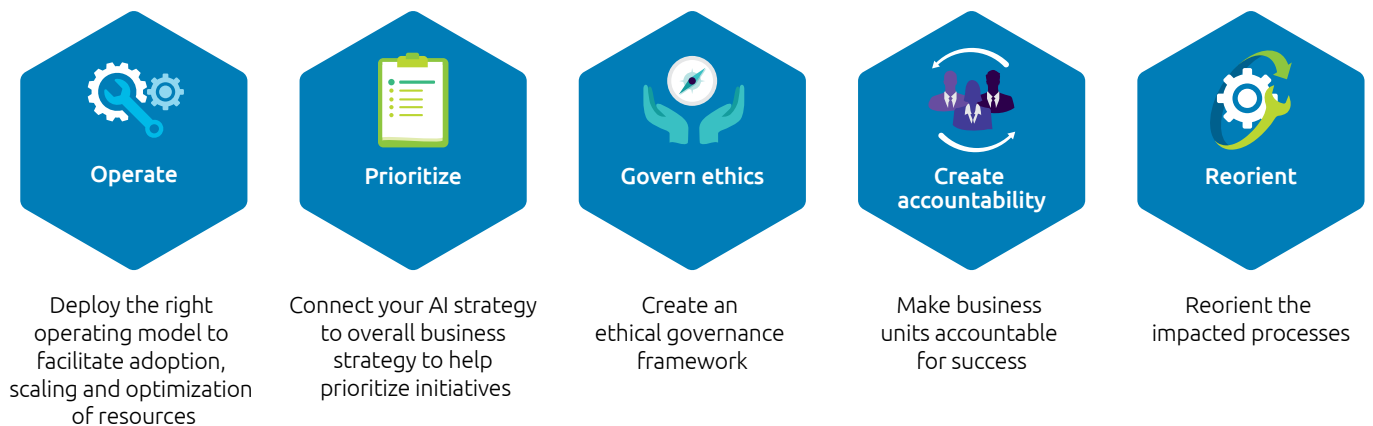 Operate
Deploy the right
operating model to
facilitate adoption,
scaling and optimization
of resources
Prioritize
Connect your AI strategy
to overall business
strategy to help
prioritize initiatives
Govern ethics
Create an
ethical governance
framework
Create
accountability
Make business
units accountable
for success
Reorient
Reorient the
impacted processes